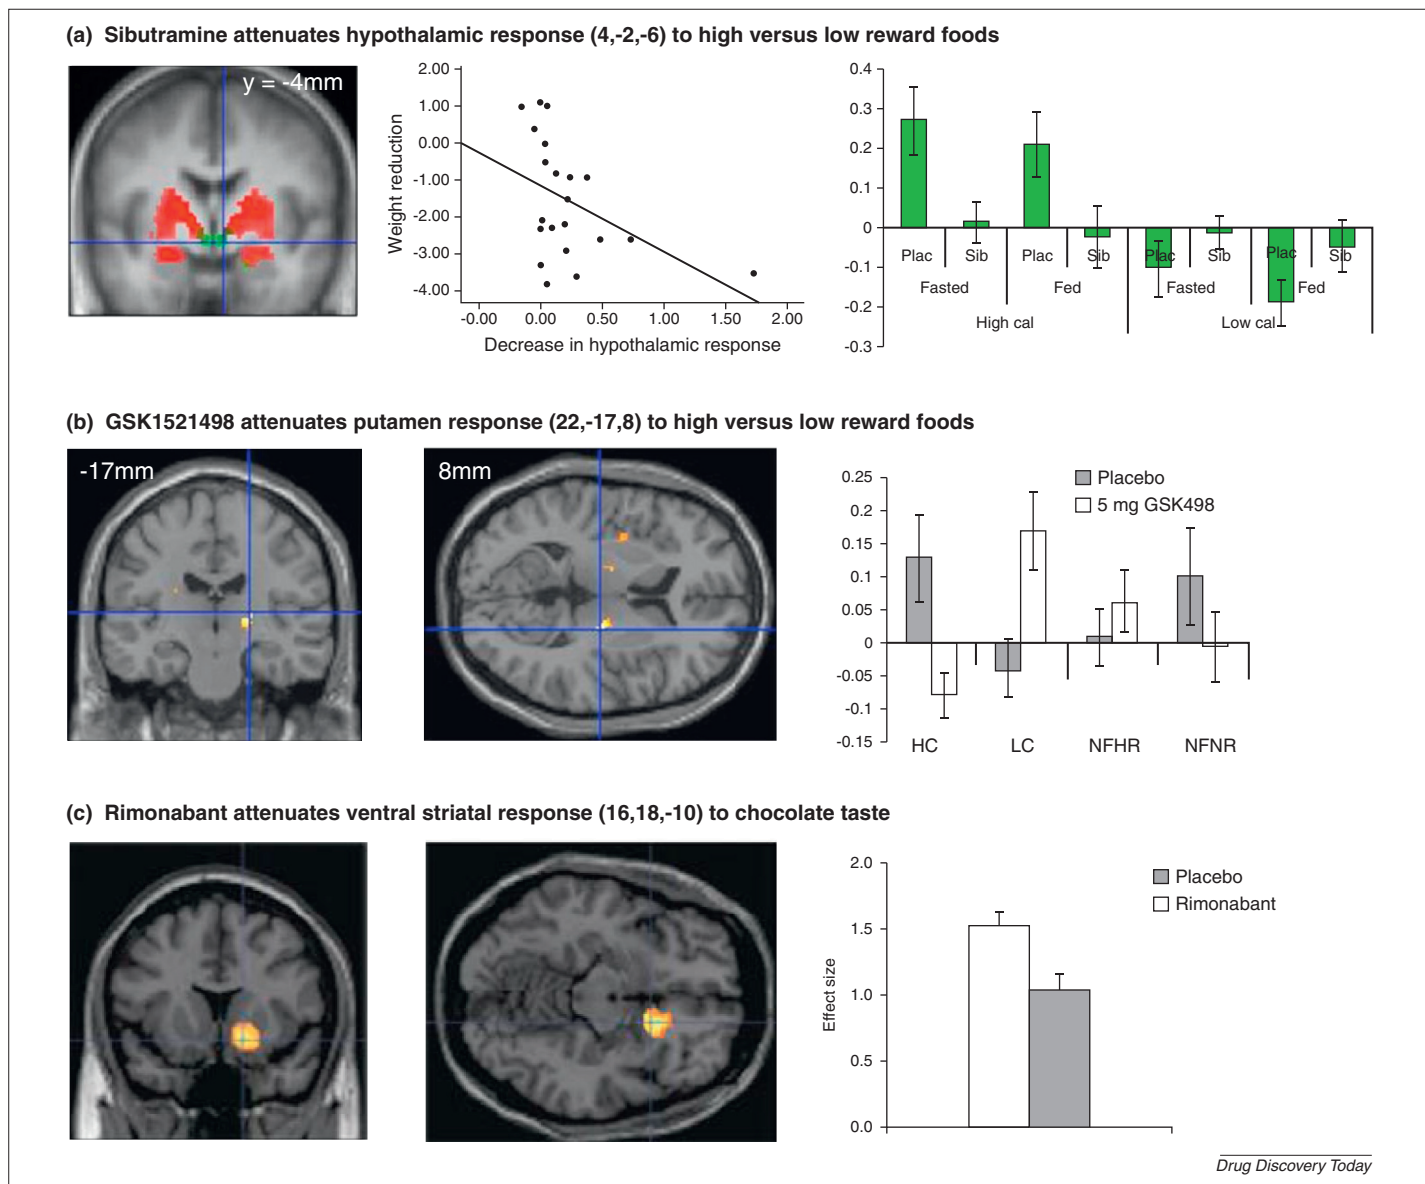 (a) Sibutramine attenuates hypothalamic response (4,-2,-6) to high versus low reward foods
y = -4mm
Weight reduction
2.00
1.00
0.00
-1.00
-2.00
-3.00
-4.00
-0.00 0.00 0.50 1.00 1.50 2.00
Decrease in hypothalamic response
0.4
0.3
0.2
0.1
0
-0.1
-0.2
-0.3
Plac Sib Plac Sib Plac Sib Plac Sib
Fasted Fed Fasted Fed
High cal Low cal
(b) GSK1521498 attenuates putamen response (22,-17,8) to high versus low reward foods
-17mm
8mm
0.25
0.2
0.15
0.1
0.05
0
-0.05
-0.1
-0.15
Placebo
5 mg GSK498
HC LC NFHR NFNR
(c) Rimonabant attenuates ventral striatal response (16,18,-10) to chocolate taste
Effect size
2.0
1.5
1.0
0.5
0.0
Placebo
Rimonabant
Drug Discovery Today